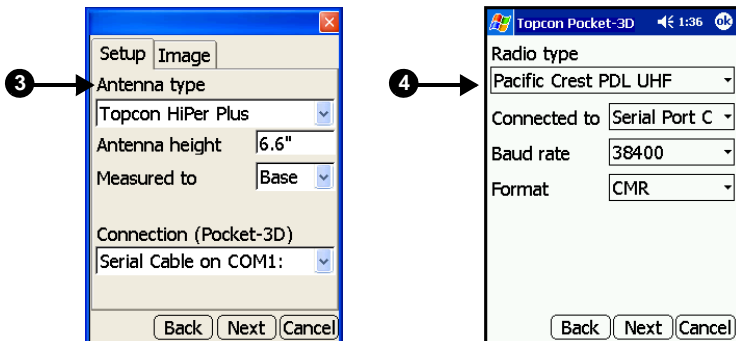 Setup Image
3
Antenna type
Topcon HiPer Plus
Antenna height 6.6"
Measured to Base
Connection (Pocket-3D)
Serial Cable on COM1:
Back Next Cancel
Topcon Pocket-3D 1:36 ok
4
Radio type
Pacific Crest PDL UHF
Connected to Serial Port C
Baud rate 38400
Format CMR
Back Next Cancel